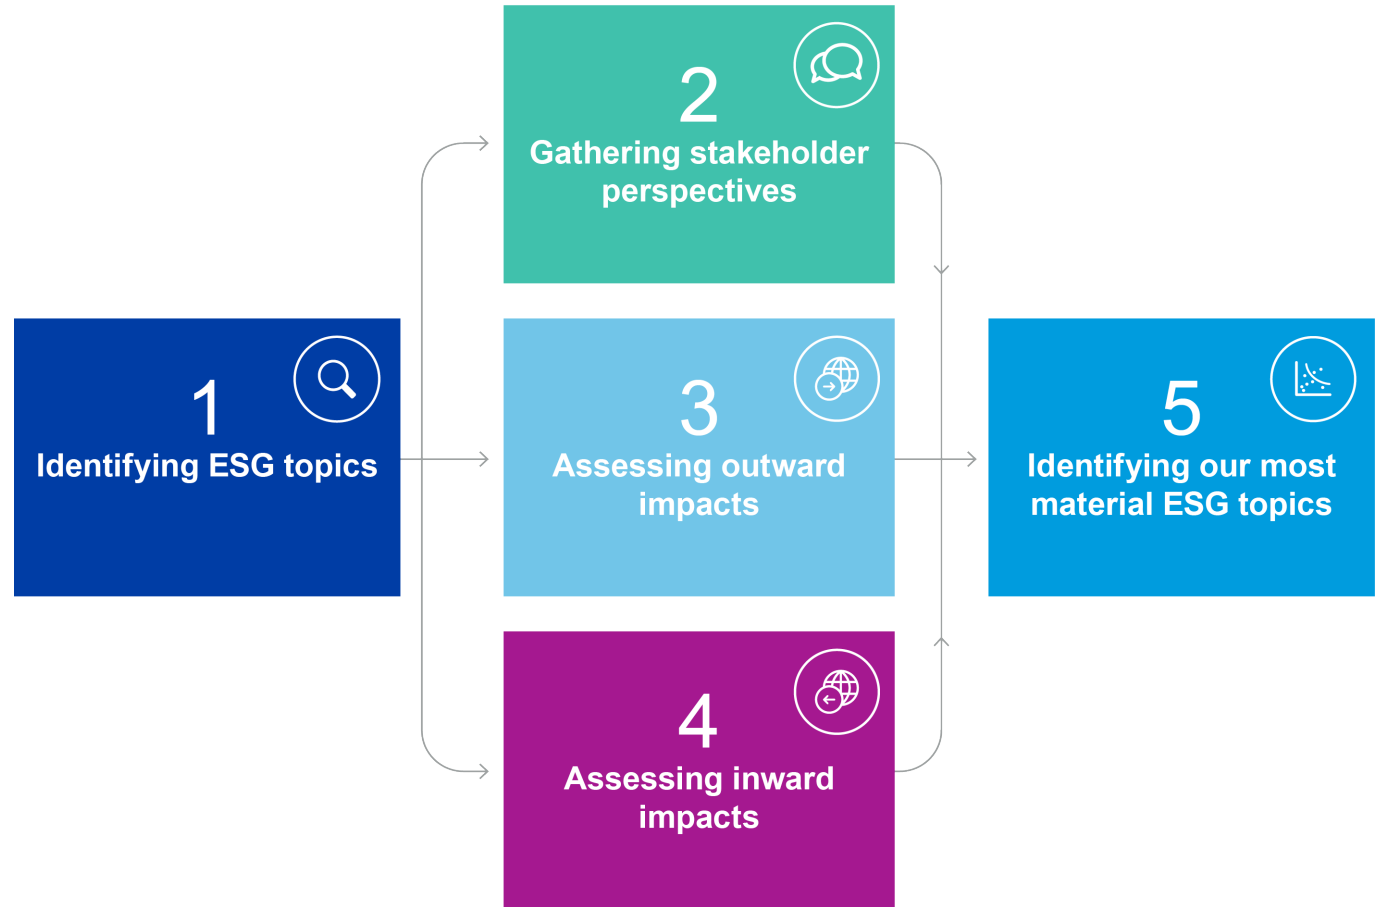 1
Identifying ESG topics
2
Gathering stakeholder
perspectives
3
Assessing outward
impacts
4
Assessing inward
impacts
5
Identifying our most
material ESG topics